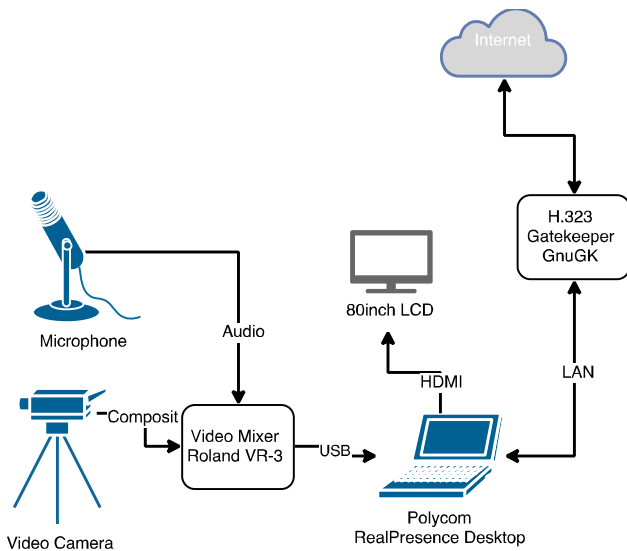 Internet
H.323
Gatekeeper
GnuGK
80inch LCD
Microphone
Audio
LAN
HDMI
Composit
Video Mixer
Roland VR-3
USB
Polycom
RealPresence Desktop
Video Camera